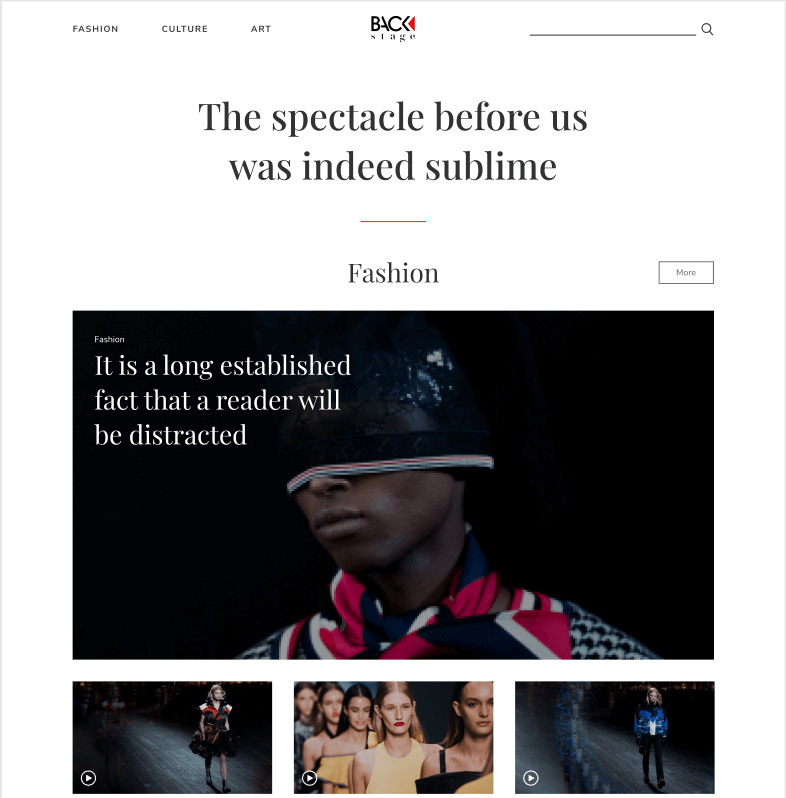 FASHION CULTURE ART
BACK
stage
The spectacle before us
was indeed sublime
Fashion
More
Fashion
It is a long established
fact that a reader will
be distracted